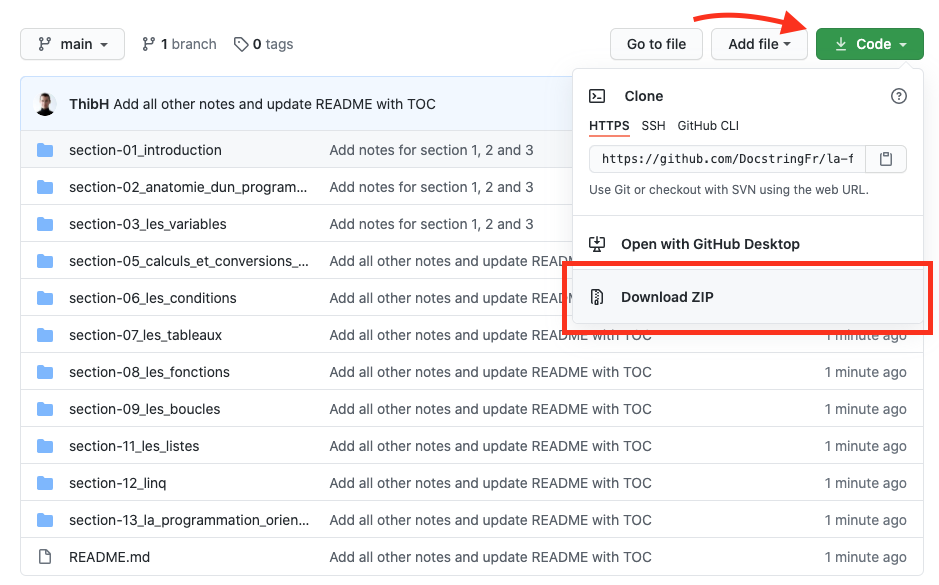 main 1 branch 0 tags Go to file Add file Code
ThibH Add all other notes and update README with TOC
Clone
HTTPS SSH GitHub CLI
https://github.com/DocstringFr/la-f
Use Git or checkout with SVN using the web URL.
Open with GitHub Desktop
Download ZIP
section-01_introduction Add notes for section 1, 2 and 3
section-02_anatomie_dun_program... Add notes for section 1, 2 and 3
section-03_les_variables Add notes for section 1, 2 and 3
section-05_calculs_et_conversions_... Add all other notes and update
section-06_les_conditions Add all other notes and update
section-07_les_tableaux Add all other notes and update README with TOC 1 minute ago
section-08_les_fonctions Add all other notes and update README with TOC 1 minute ago
section-09_les_boucles Add all other notes and update README with TOC 1 minute ago
section-11_les_listes Add all other notes and update README with TOC 1 minute ago
section-12_linq Add all other notes and update README with TOC 1 minute ago
section-13_la_programmation_orien... Add all other notes and update README with TOC 1 minute ago
README.md Add all other notes and update README with TOC 1 minute ago